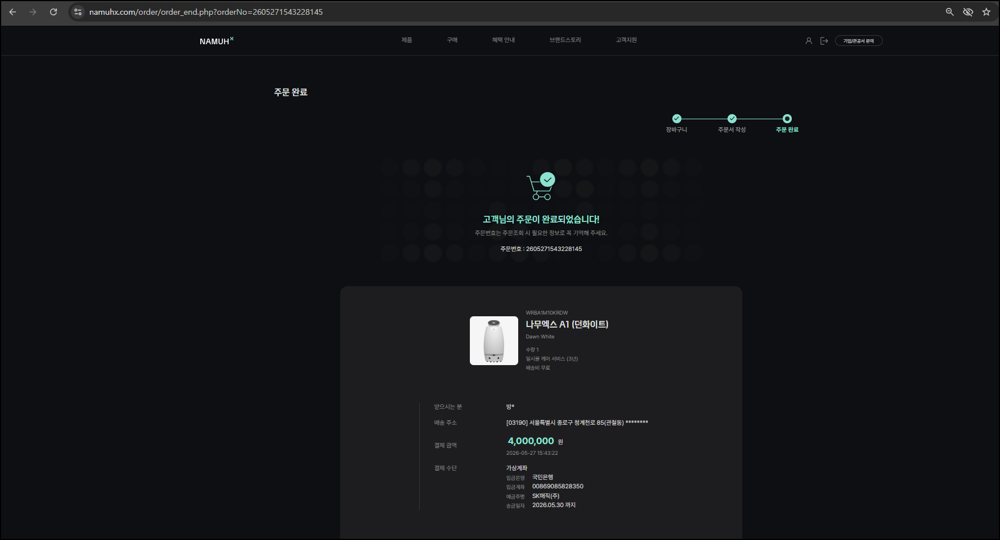 namuhx.com/order/order_end.php?orderNo=2605271543228145
NAMUHX
제품
구매
혜택 안내
브랜드스토리
고객지원
기업/관공서 문의
주문 완료
장바구니
주문서 작성
주문 완료
고객님의 주문이 완료되었습니다!
주문번호는 주문조회 시 필요한 정보로 꼭 기억해 주세요.
주문번호 : 2605271543228145
WRBA1M10KRDW
나무엑스 A1 (던화이트)
Dawn White
수량 1
일시불 케어 서비스 (3년)
배송비 무료
받으시는 분 방*
배송 주소 [03190] 서울특별시 종로구 청계천로 85(관철동) ********
결제 금액 4,000,000 원
2026-05-27 15:43:22
결제 수단 가상계좌
입금은행 국민은행
입금계좌 00869085828350
예금주명 SK매직(주)
송금일자 2026.05.30 까지